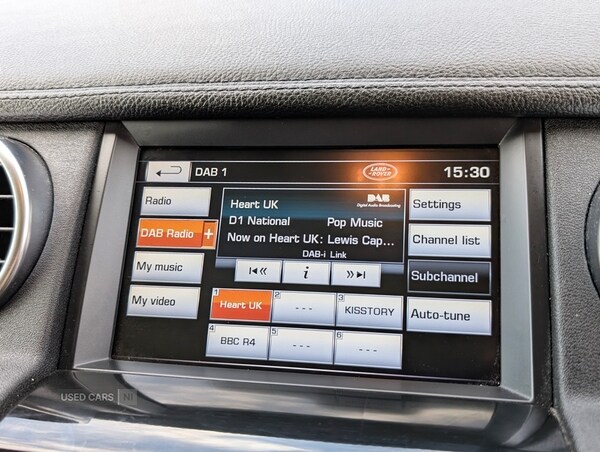 DAB 1
LAND-
ROVER
15:30
Radio
DAB Radio +
My music
My video
Heart UK
DAB
Digital Audio Broadcasting
D1 National Pop Music
Now on Heart UK: Lewis Cap...
DAB-i Link
i
Settings
Channel list
Subchannel
Auto-tune
1 Heart UK
2 - - -
3 KISSTORY
4 BBC R4
5 - - -
6 - - -
USED CARS NI